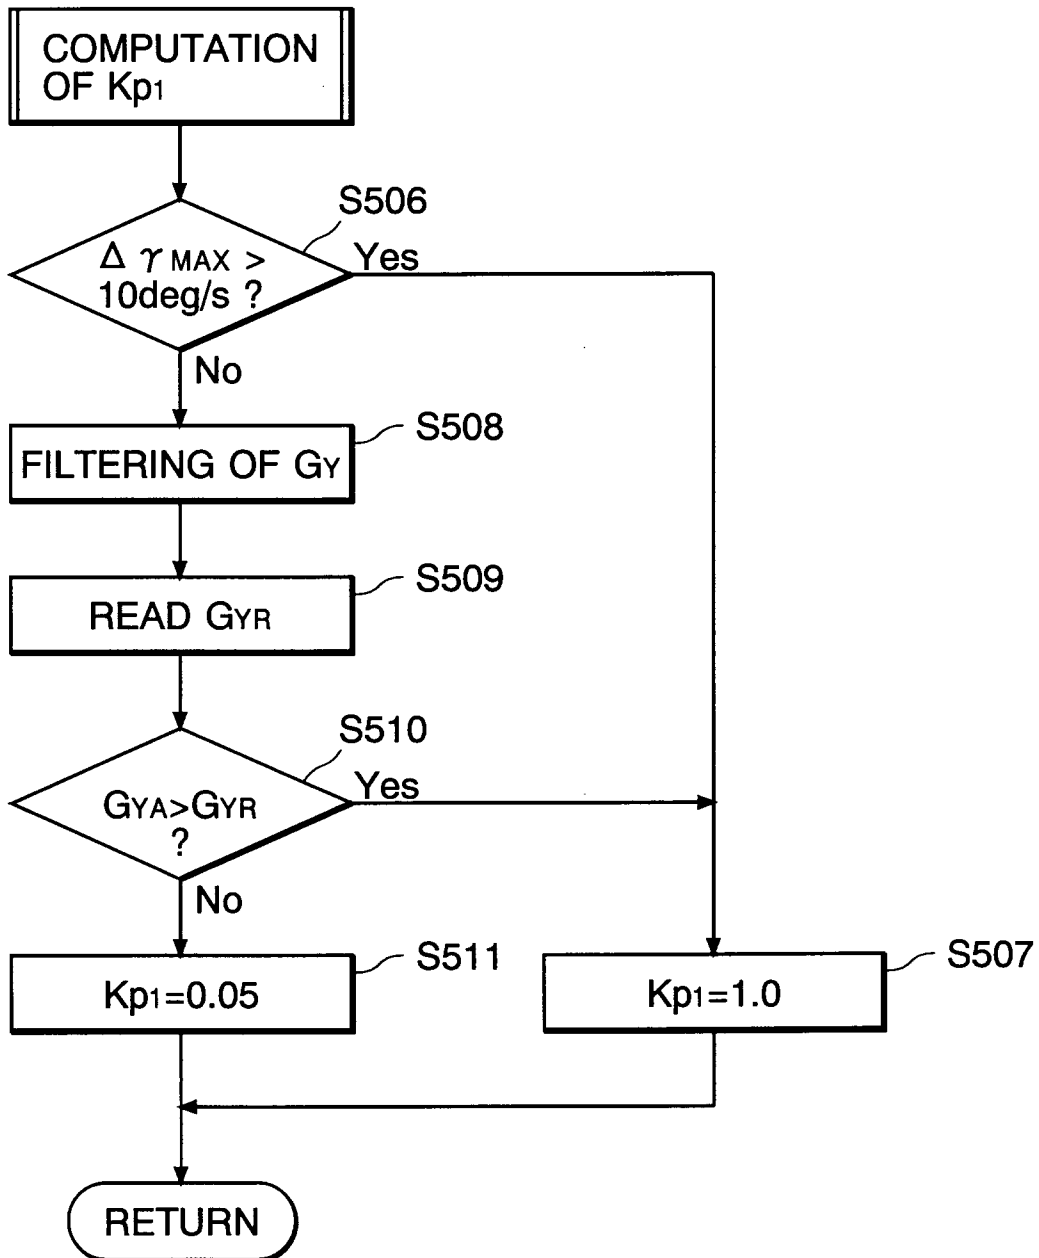 COMPUTATION
OF Kp1
S506
Δ γ MAX >
10deg/s ?
Yes
No
S508
FILTERING OF GY
S509
READ GYR
S510
GYA>GYR
?
Yes
No
S511
Kp1=0.05
S507
Kp1=1.0
RETURN